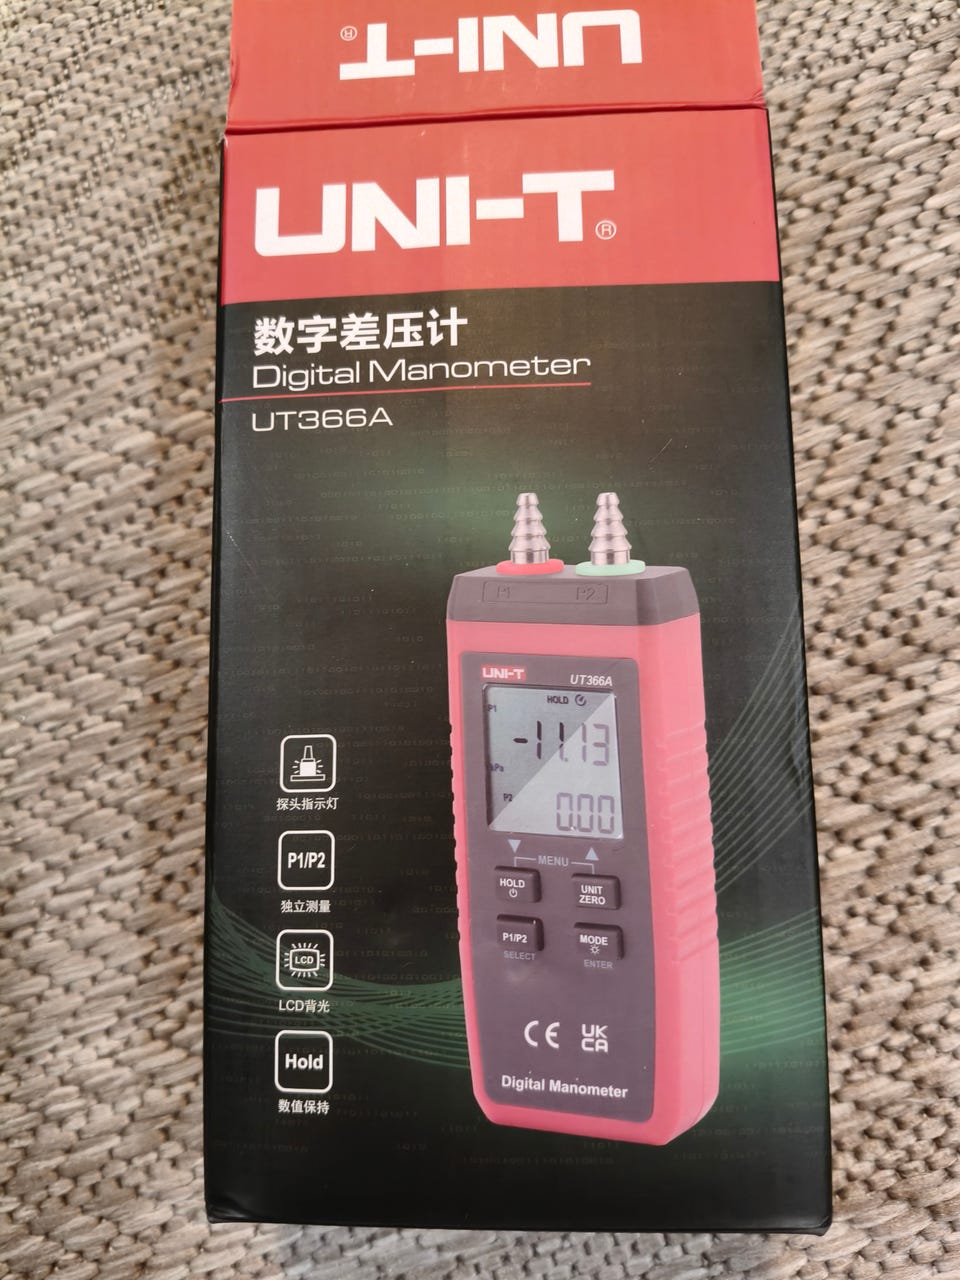 UNI-T®
UNI-T®
数字差压计
Digital Manometer
UT366A
P1 P2
UNI-T UT366A
HOLD
P1
-11.13
kPa
P2
0.00
MENU
HOLD
UNIT
ZERO
P1/P2
SELECT
MODE
ENTER
CE UK
CA
Digital Manometer
探头指示灯
P1/P2
独立测量
LCD
LCD背光
Hold
数值保持